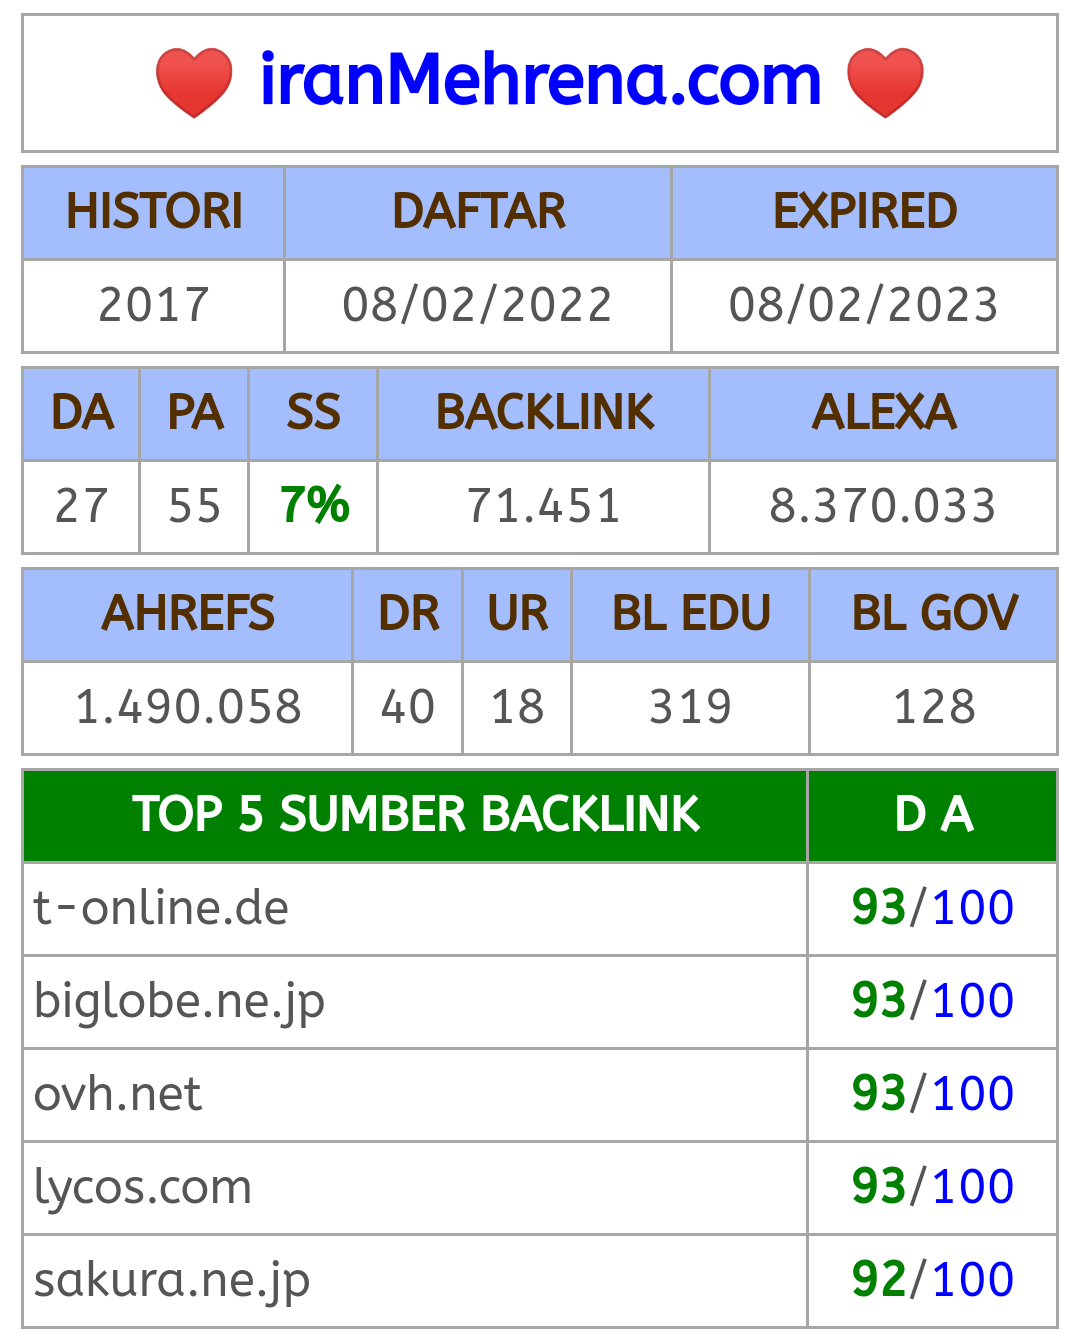 ❤ iranMehrena.com ❤
HISTORI DAFTAR EXPIRED
2017 08/02/2022 08/02/2023
DA PA SS BACKLINK ALEXA
27 55 7% 71.451 8.370.033
AHREFS DR UR BL EDU BL GOV
1.490.058 40 18 319 128
TOP 5 SUMBER BACKLINK D A
t-online.de 93/100
biglobe.ne.jp 93/100
ovh.net 93/100
lycos.com 93/100
sakura.ne.jp 92/100